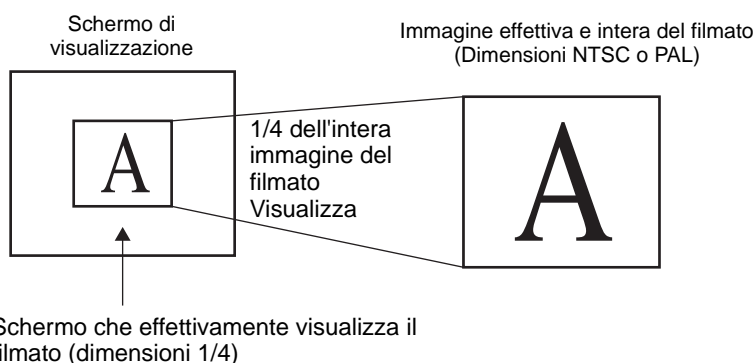 Schermo di
visualizzazione
Immagine effettiva e intera del filmato
(Dimensioni NTSC o PAL)
A
1/4 dell'intera
immagine del
filmato
Visualizza
A
Schermo che effettivamente visualizza il
filmato (dimensioni 1/4)